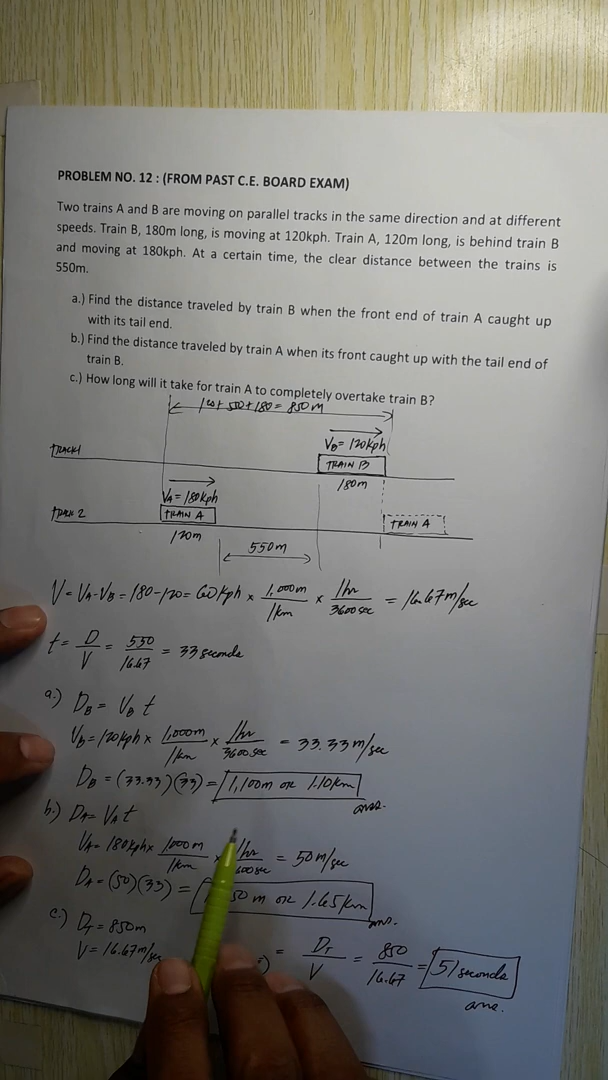 PROBLEM NO. 12 : (FROM PAST C.E. BOARD EXAM)
Two trains A and B are moving on parallel tracks in the same direction and at different
speeds. Train B, 180m long, is moving at 120kph. Train A, 120m long, is behind train B
and moving at 180kph. At a certain time, the clear distance between the trains is
550m.
a.) Find the distance traveled by train B when the front end of train A caught up
with its tail end.
b.) Find the distance traveled by train A when its front caught up with the tail end of
train B.
c.) How long will it take for train A to completely overtake train B?
120+550+180 = 850m
VB = 120kph
TRACK 1
TRAIN B
180m
VA = 180kph
TRACK 2
TRAIN A
TRAIN A
120m
550m
V = VA - VB = 180 - 120 = 60kph × 1,000m/1km × 1hr/3600sec = 16.67m/sec
t = D/V = 550/16.67 = 33 seconds
a.) DB = VB t
VB = 120kph × 1,000m/1km × 1hr/3600sec = 33.33m/sec
DB = (33.33)(33) = 1,100m or 1.10km
ans.
b.) DA = VA t
VA = 180kph × 1000m/1km × 1hr/ = 50m/sec
DA = (50)(33) = 50 m or 1.65km
ans.
c.) DT = 850m
V = 16.67m/sec
= DT/V = 850/16.67 = 51 seconds
ans.